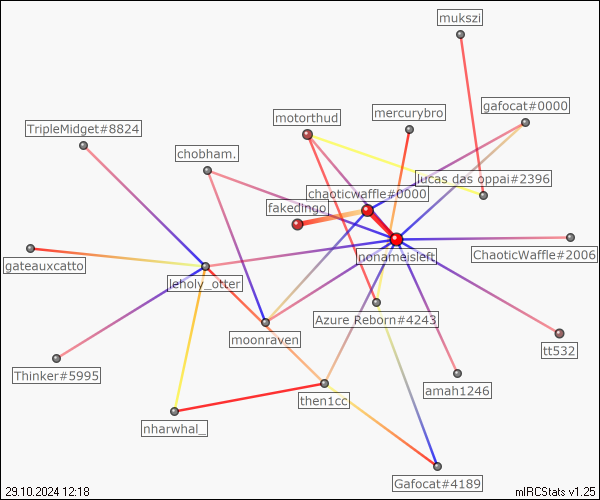 mukszi
gafocat#0000
motorthud
mercurybro
TripleMidget#8824
chobham.
lucas das oppai#2396
chaoticwaffle#0000
fakedingo
nonameisleft
ChaoticWaffle#2006
gateauxcatto
leholy_otter
Azure Reborn#4243
moonraven
tt532
Thinker#5995
amah1246
then1cc
nharwhal_
Gafocat#4189
29.10.2024 12:18
mIRCStats v1.25